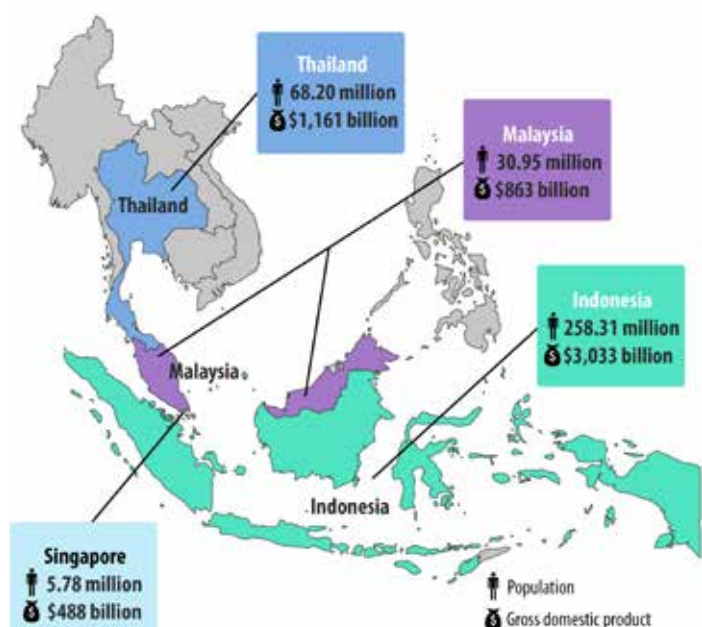 Thailand
68.20 million
$1,161 billion
Malaysia
30.95 million
$863 billion
Thailand
Indonesia
258.31 million
$3,033 billion
Malaysia
Indonesia
Singapore
5.78 million
$488 billion
Population
Gross domestic product